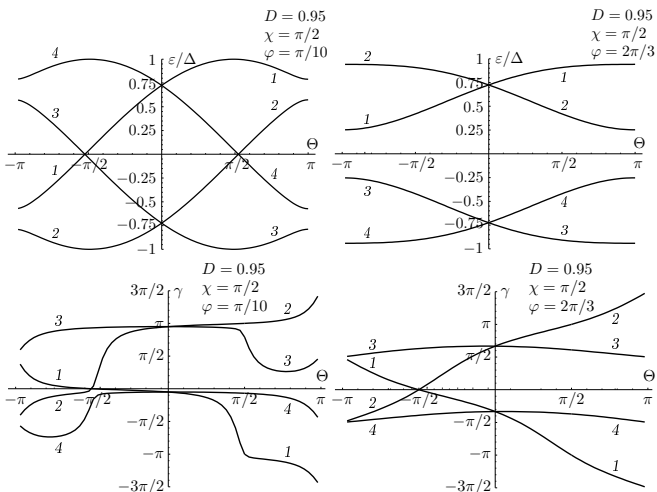 D = 0.95
χ = π/2
φ = π/10
ε/Δ
1
0.75
0.5
0.25
−0.25
−0.5
−0.75
−1
−π
−π/2
π/2
π
Θ
4
3
1
2
1
2
4
3
D = 0.95
χ = π/2
φ = 2π/3
ε/Δ
1
0.75
0.5
0.25
−0.25
−0.5
−0.75
−1
−π
−π/2
π/2
π
Θ
2
1
3
4
1
2
4
3
D = 0.95
χ = π/2
φ = π/10
3π/2
γ
π
π/2
−π/2
−π
−3π/2
−π
−π/2
π/2
π
Θ
3
1
2
4
2
3
4
1
D = 0.95
χ = π/2
φ = 2π/3
3π/2
γ
π
π/2
−π/2
−π
−3π/2
−π
−π/2
π/2
π
Θ
3
1
2
4
2
3
4
1